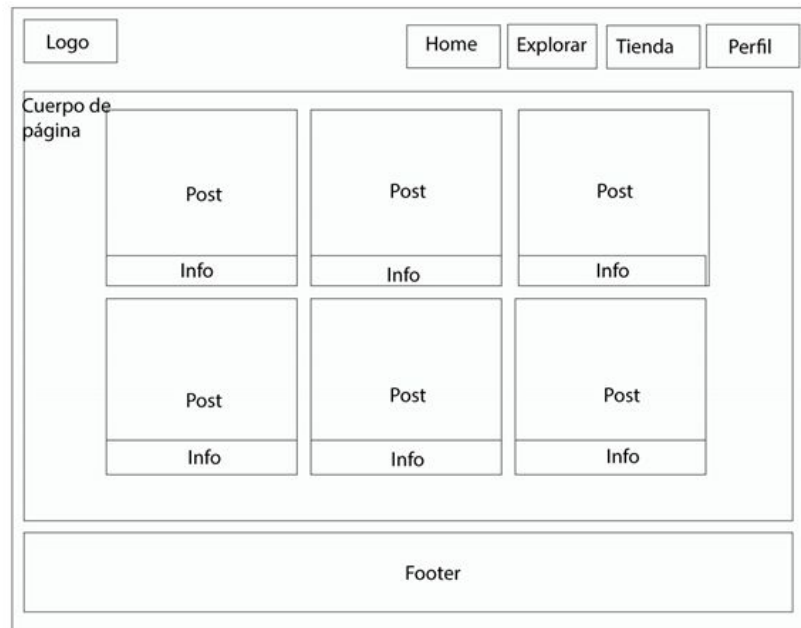 Logo
Home
Explorar
Tienda
Perfil
Cuerpo de
página
Post
Post
Post
Info
Info
Info
Post
Post
Post
Info
Info
Info
Footer